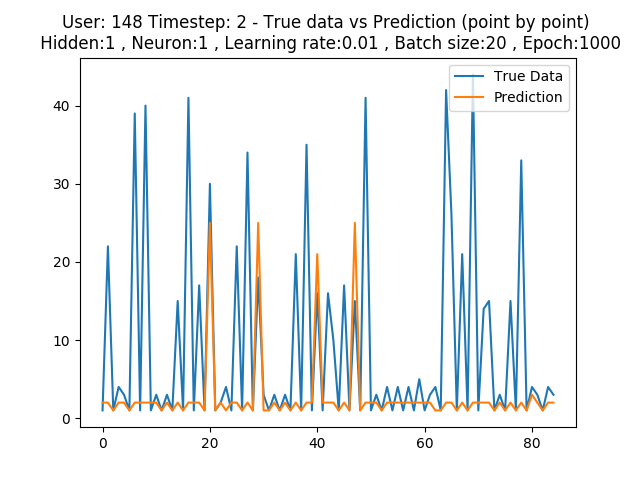 User: 148 Timestep: 2 - True data vs Prediction (point by point)
Hidden:1 , Neuron:1 , Learning rate:0.01 , Batch size:20 , Epoch:1000
True Data
Prediction
40
30
20
10
0
0 20 40 60 80